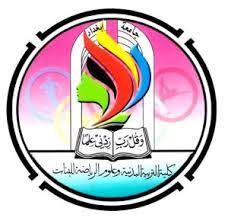 جامعة
بغداد
وقل رب زدني علما
كلية التربية البدنية وعلوم الرياضة للبنات